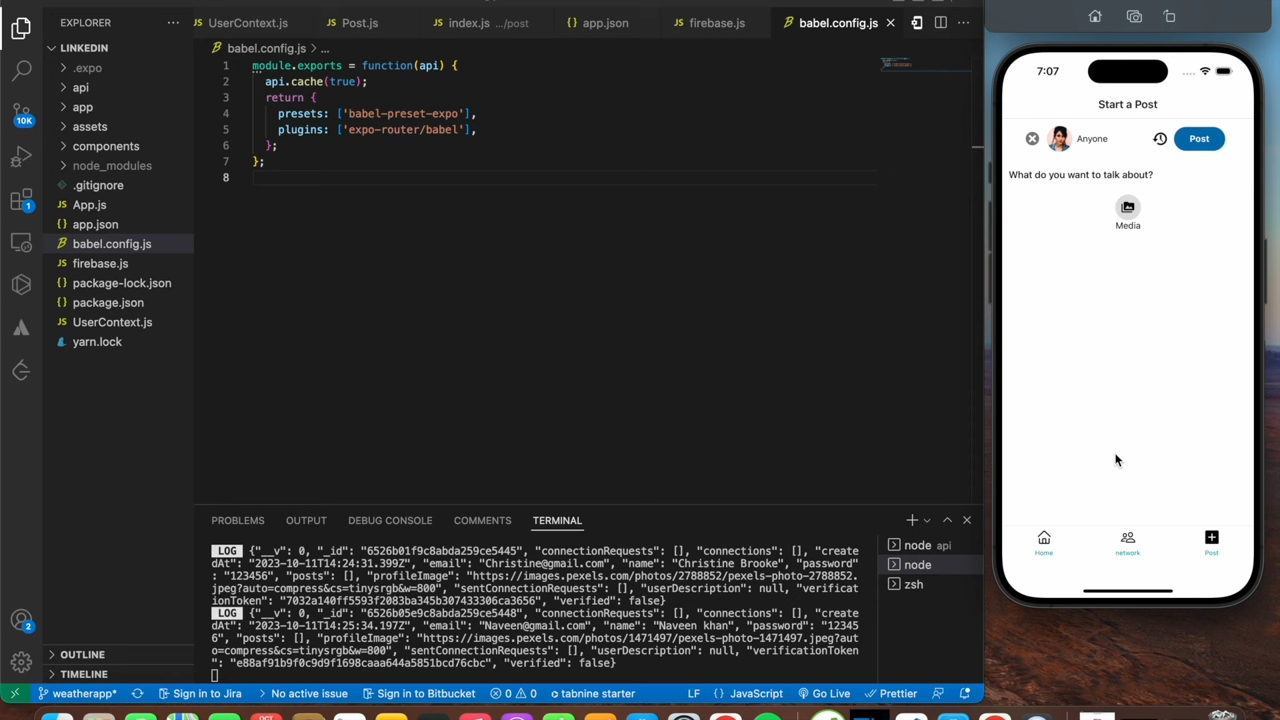 EXPLORER
UserContext.js
Post.js
index.js .../post
app.json
firebase.js
babel.config.js
LINKEDIN
.expo
api
app
assets
components
node_modules
.gitignore
App.js
app.json
babel.config.js
firebase.js
package-lock.json
package.json
UserContext.js
yarn.lock
OUTLINE
TIMELINE
10K
1
2
babel.config.js > ...
1 module.exports = function(api) {
2 api.cache(true);
3 return {
4 presets: ['babel-preset-expo'],
5 plugins: ['expo-router/babel'],
6 };
7 };
8
PROBLEMS OUTPUT DEBUG CONSOLE COMMENTS TERMINAL
LOG {"__v": 0, "_id": "6526b01f9c8abda259ce5445", "connectionRequests": [], "connections": [], "create
dAt": "2023-10-11T14:24:31.399Z", "email": "Christine@gmail.com", "name": "Christine Brooke", "password"
: "123456", "posts": [], "profileImage": "https://images.pexels.com/photos/2788852/pexels-photo-2788852.
jpeg?auto=compress&cs=tinysrgb&w=800", "sentConnectionRequests": [], "userDescription": null, "verificat
ionToken": "7032a140ff5593f2083ba345b307433306ca3656", "verified": false}
LOG {"__v": 0, "_id": "6526b05e9c8abda259ce5448", "connectionRequests": [], "connections": [], "create
dAt": "2023-10-11T14:25:34.197Z", "email": "Naveen@gmail.com", "name": "Naveen khan", "password": "12345
6", "posts": [], "profileImage": "https://images.pexels.com/photos/1471497/pexels-photo-1471497.jpeg?aut
o=compress&cs=tinysrgb&w=800", "sentConnectionRequests": [], "userDescription": null, "verificationToken
": "e88af91b9f0c9d9f1698caaa644a5851bcd76cbc", "verified": false}
node api
node
zsh
weatherapp* Sign in to Jira No active issue Sign in to Bitbucket 0 0 tabnine starter LF {} JavaScript Go Live Prettier
7:07
Start a Post
Anyone
Post
What do you want to talk about?
Media
Home
network
Post